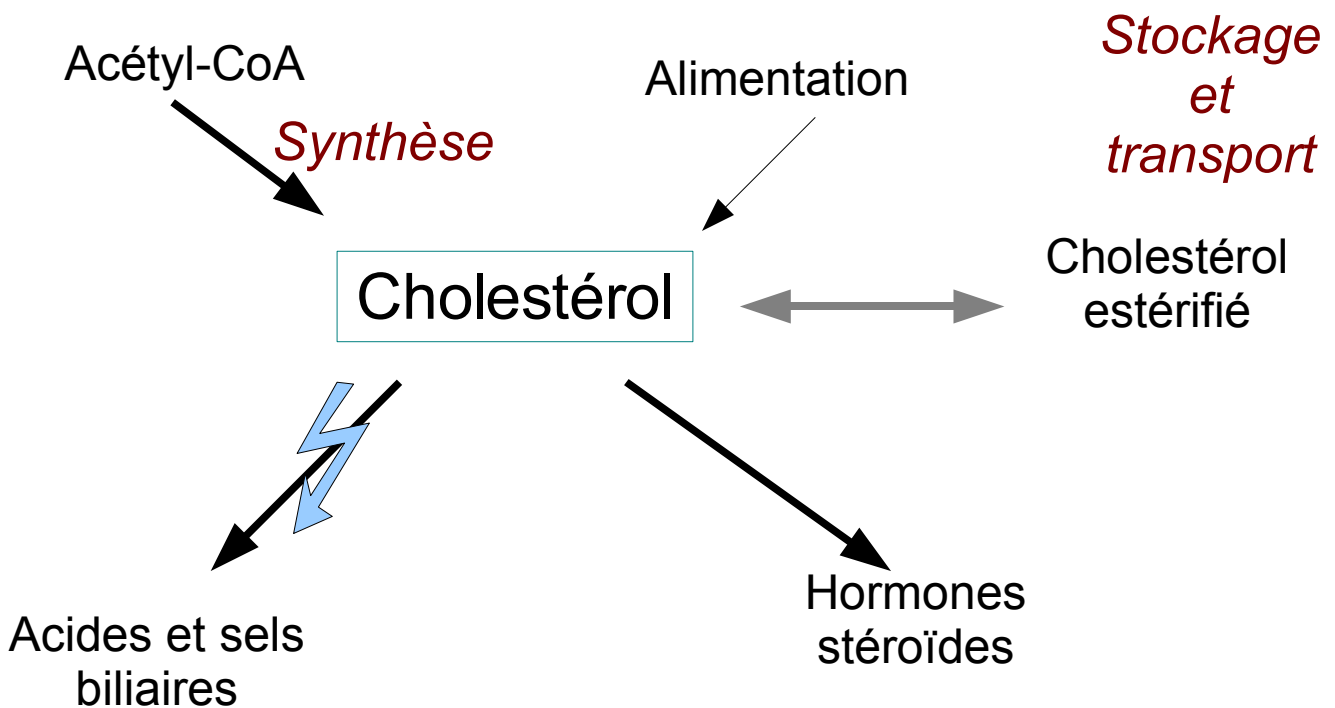 Acétyl-CoA
Synthèse
Alimentation
Stockage
et
transport
Cholestérol
Cholestérol
estérifié
Acides et sels
biliaires
Hormones
stéroïdes